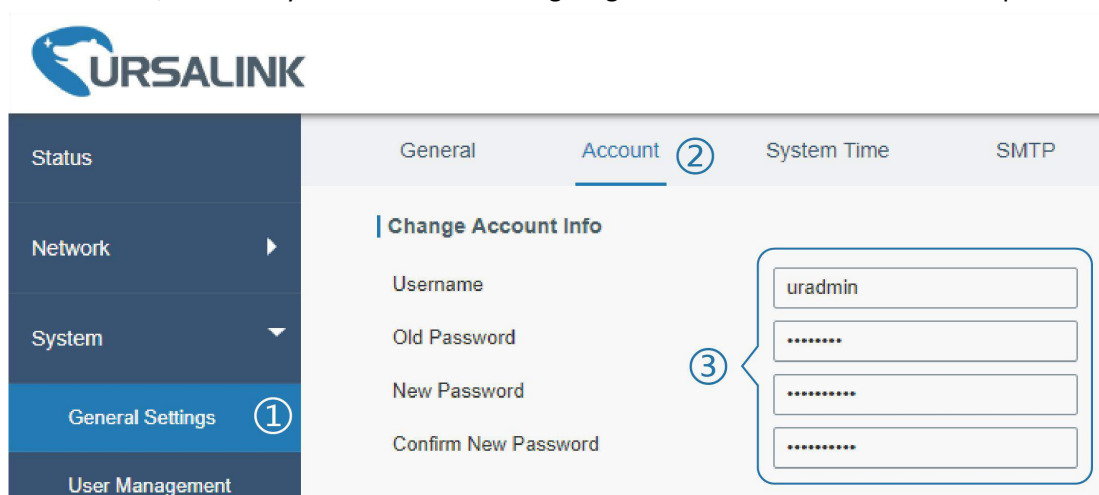 URSALINK
Status
General Account ② System Time SMTP
Change Account Info
Network
Username uradmin
System
Old Password ••••••••
③
New Password ••••••••••
General Settings ①
Confirm New Password ••••••••••
User Management